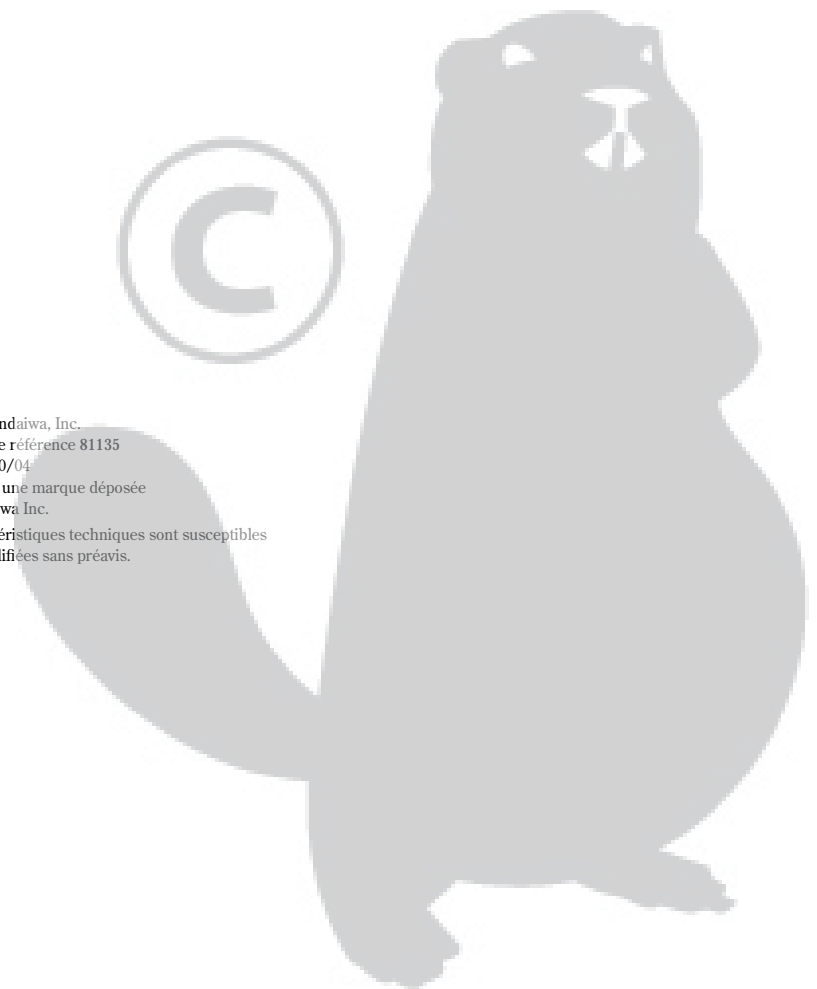 ©
ndaiwa, Inc.
e référence 81135
0/04
une marque déposée
wa Inc.
éristiques techniques sont susceptibles
lifiées sans préavis.